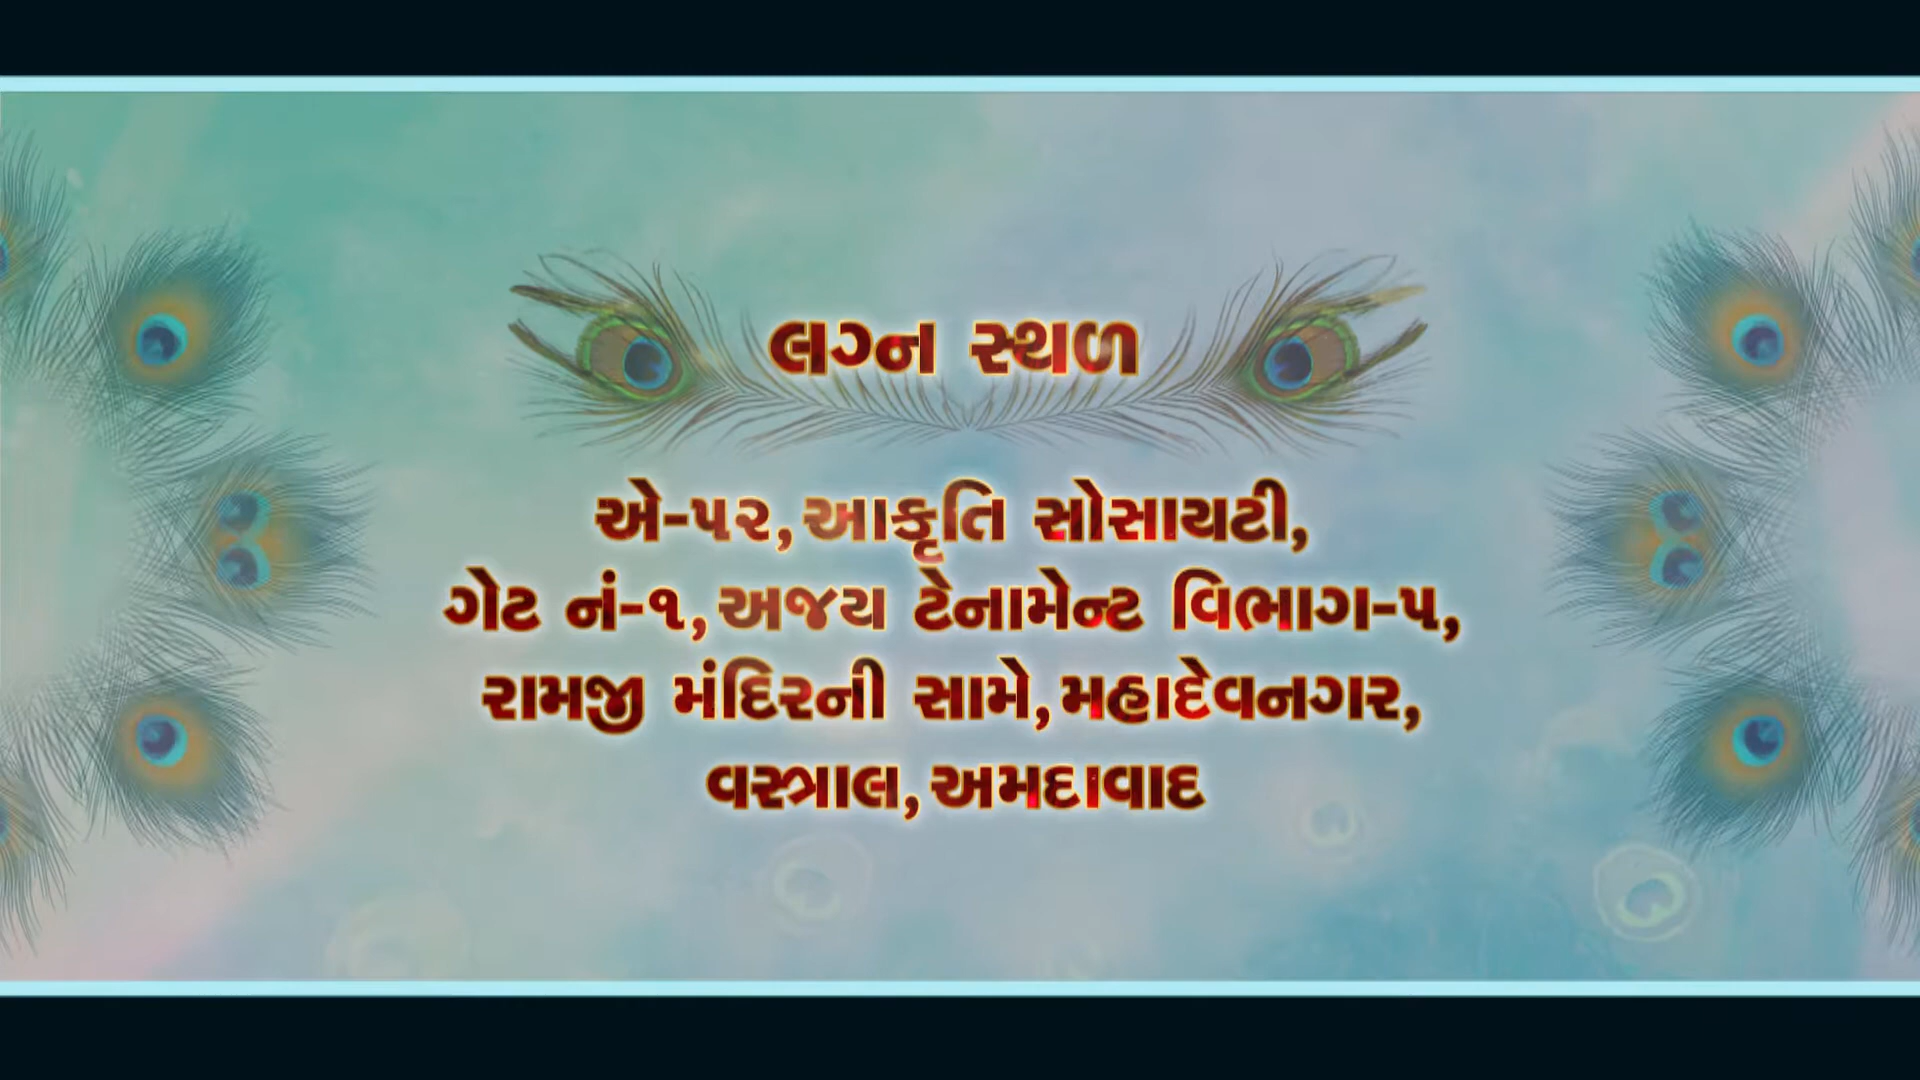 લગ્ન સ્થળ
એ-૫૨,આકૃતિ સોસાયટી,
ગેટ નં-૧,અજય ટેનામેન્ટ વિભાગ-૫,
રામજી મંદિરની સામે,મહાદેવનગર,
વસ્ત્રાલ,અમદાવાદ